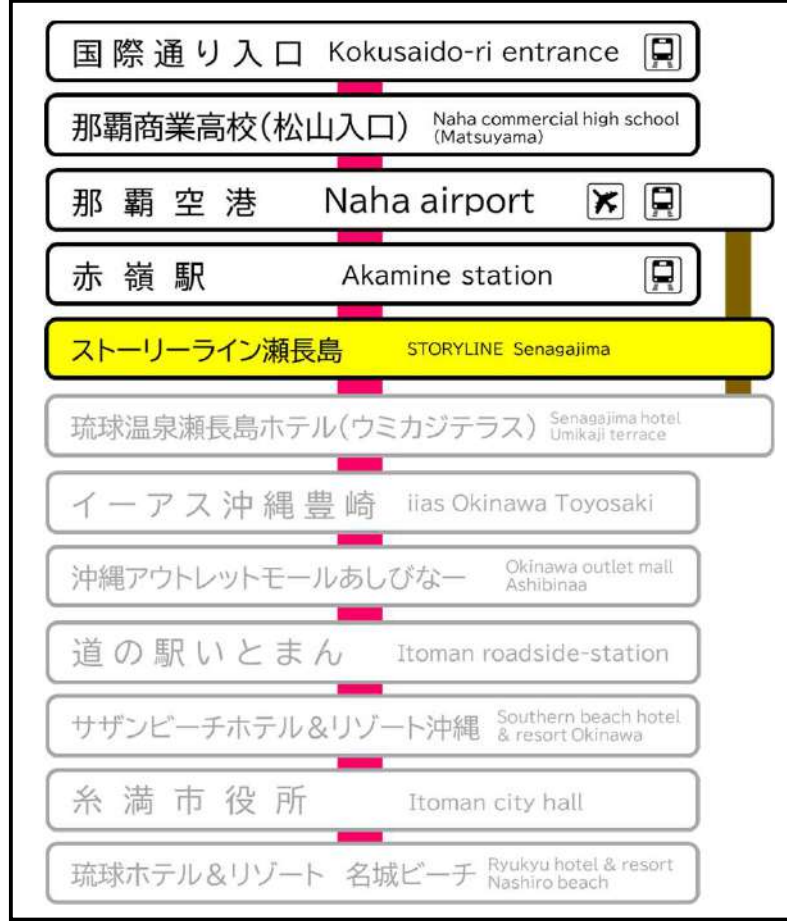 国際通り入口 Kokusaido-ri entrance
那覇商業高校(松山入口) Naha commercial high school
(Matsuyama)
那覇空港 Naha airport
赤嶺駅 Akamine station
ストーリーライン瀬長島 STORYLINE Senagajima
琉球温泉瀬長島ホテル(ウミカジテラス) Senagajima hotel
Umikaji terrace
イーアス沖縄豊崎 iias Okinawa Toyosaki
沖縄アウトレットモールあしびなー Okinawa outlet mall
Ashibinaa
道の駅いとまん Itoman roadside-station
サザンビーチホテル&リゾート沖縄 Southern beach hotel
& resort Okinawa
糸満市役所 Itoman city hall
琉球ホテル&リゾート 名城ビーチ Ryukyu hotel & resort
Nashiro beach